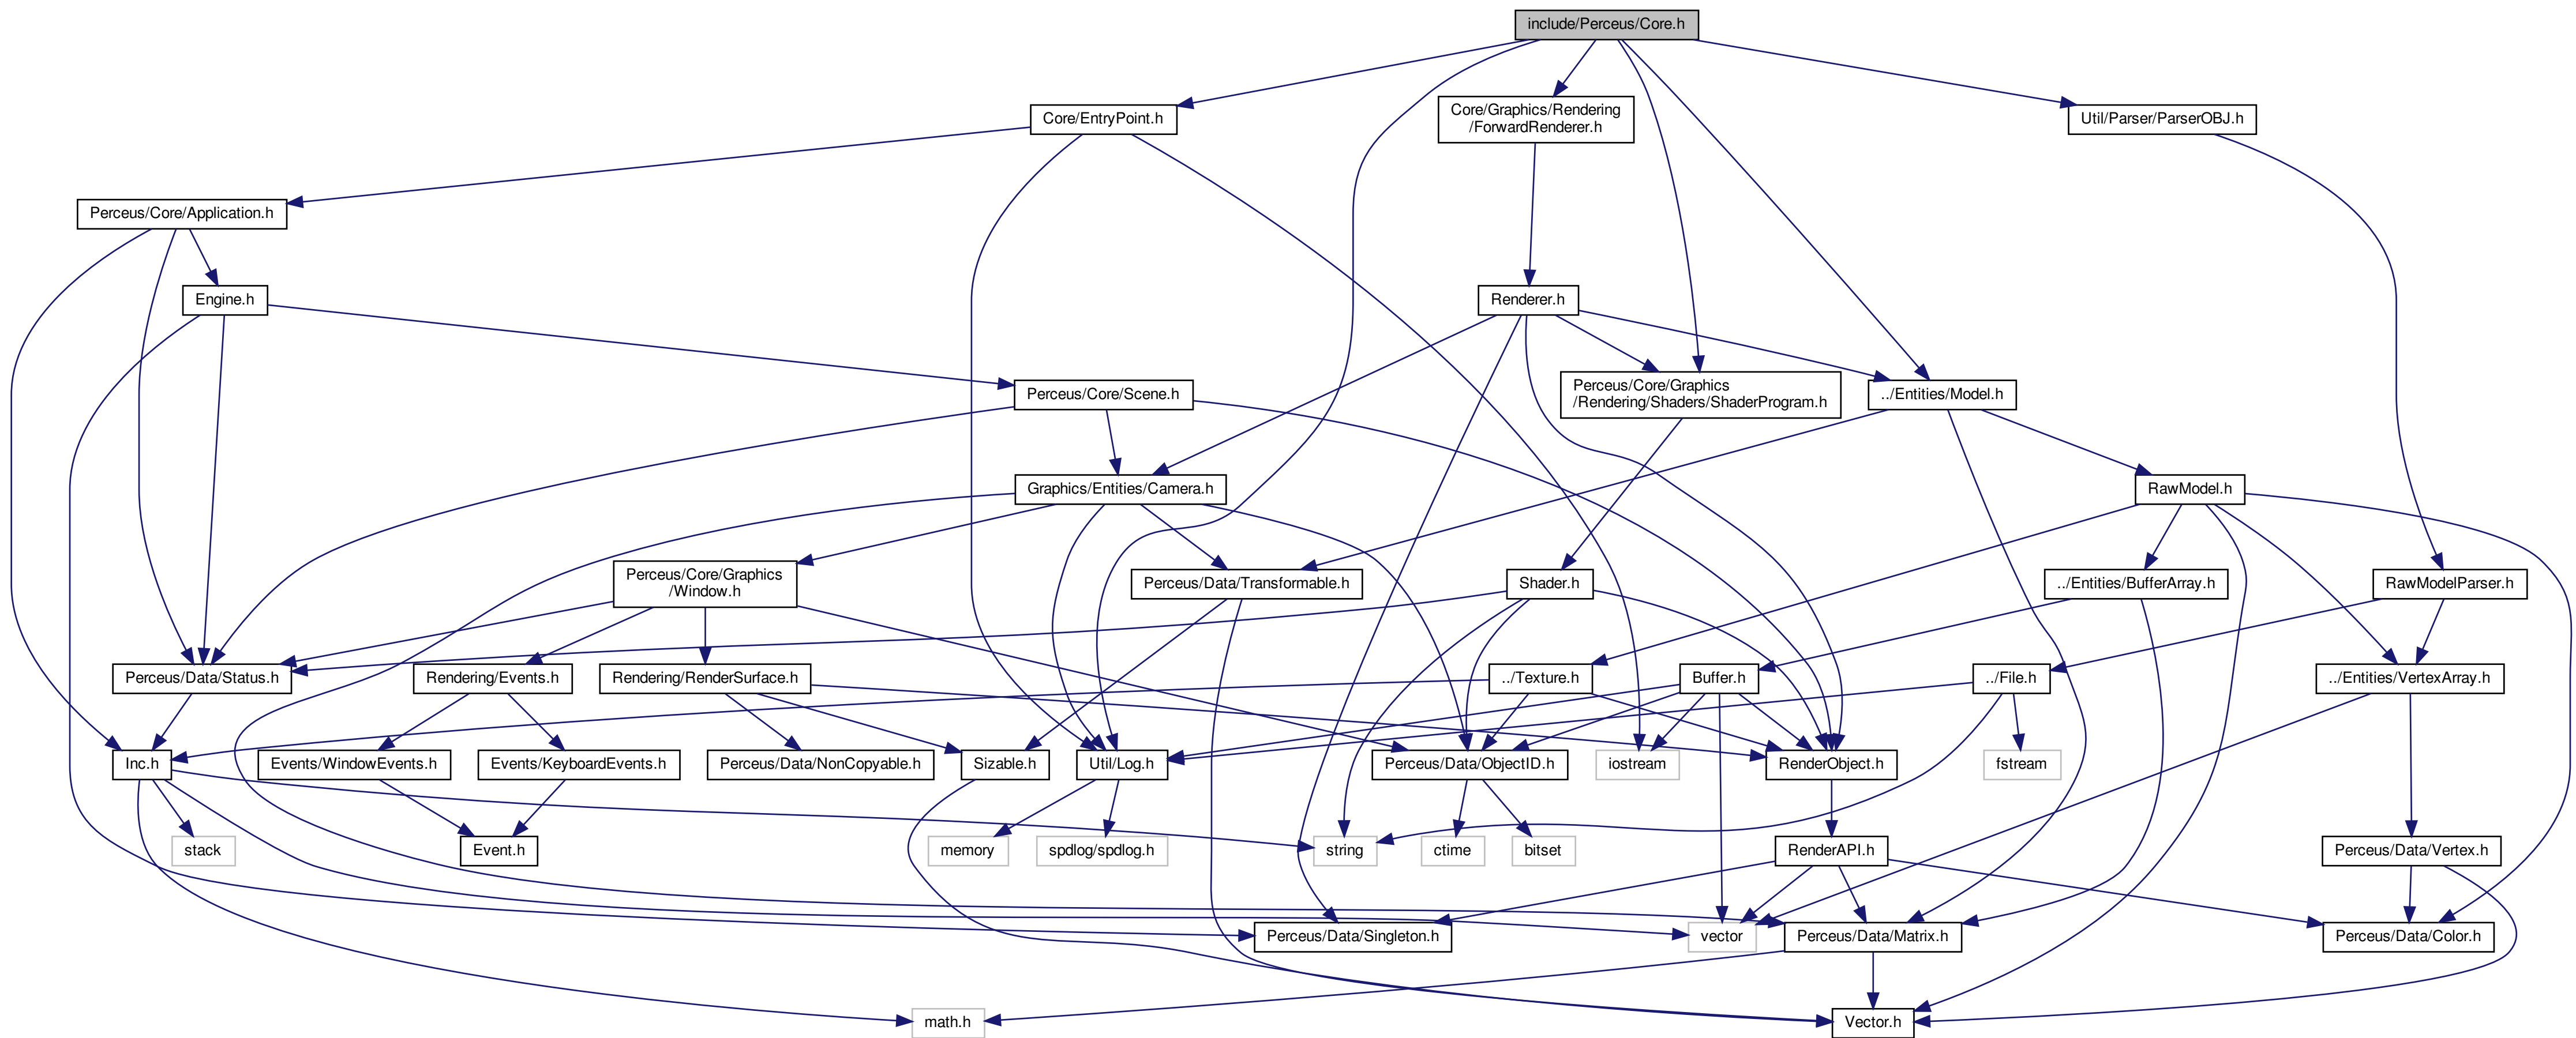 include/Perceus/Core.h
Core/EntryPoint.h
Core/Graphics/Rendering
/ForwardRenderer.h
Util/Parser/ParserOBJ.h
Perceus/Core/Application.h
Engine.h
Renderer.h
Perceus/Core/Scene.h
Perceus/Core/Graphics
/Rendering/Shaders/ShaderProgram.h
../Entities/Model.h
Graphics/Entities/Camera.h
RawModel.h
Perceus/Core/Graphics
/Window.h
Perceus/Data/Transformable.h
Shader.h
../Entities/BufferArray.h
RawModelParser.h
Perceus/Data/Status.h
Rendering/Events.h
Rendering/RenderSurface.h
../Texture.h
Buffer.h
../File.h
../Entities/VertexArray.h
Inc.h
Events/WindowEvents.h
Events/KeyboardEvents.h
Perceus/Data/NonCopyable.h
Sizable.h
Util/Log.h
Perceus/Data/ObjectID.h
iostream
RenderObject.h
fstream
stack
Event.h
memory
spdlog/spdlog.h
string
ctime
bitset
RenderAPI.h
Perceus/Data/Vertex.h
Perceus/Data/Singleton.h
vector
Perceus/Data/Matrix.h
Perceus/Data/Color.h
math.h
Vector.h